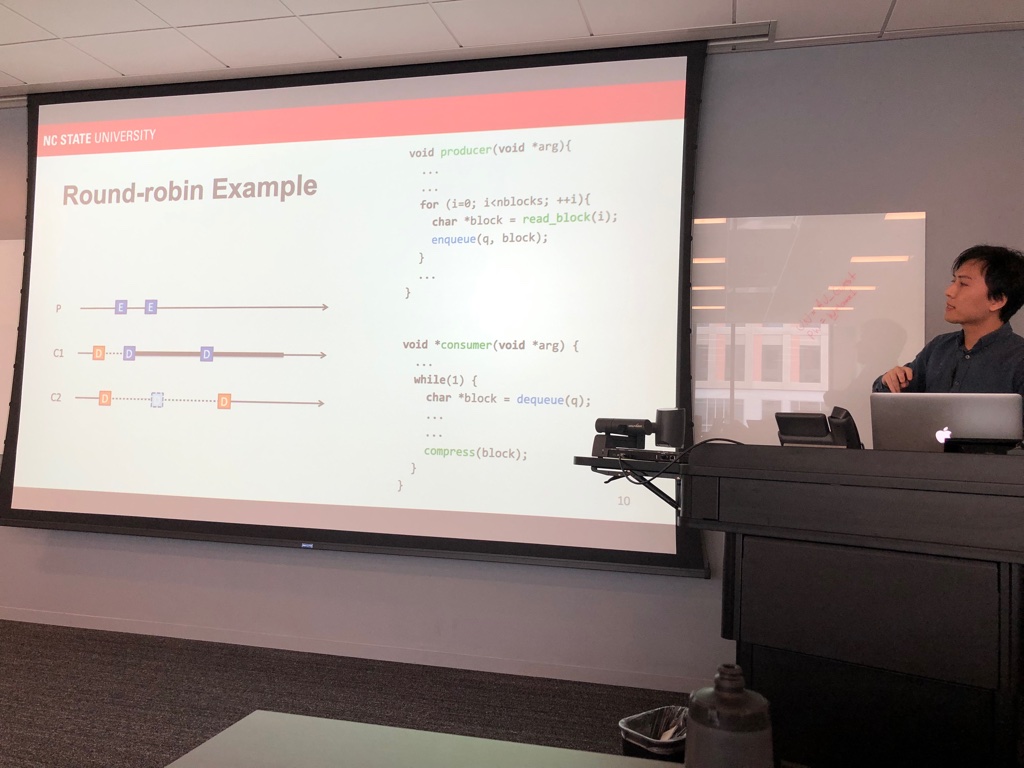 NC STATE UNIVERSITY
Round-robin Example
P
E
E
C1
D
D
D
C2
D
D
void producer(void *arg){
...
...
for (i=0; i<nblocks; ++i){
char *block = read_block(i);
enqueue(q, block);
}
...
}
void *consumer(void *arg) {
...
while(1) {
char *block = dequeue(q);
...
...
compress(block);
}
}
10